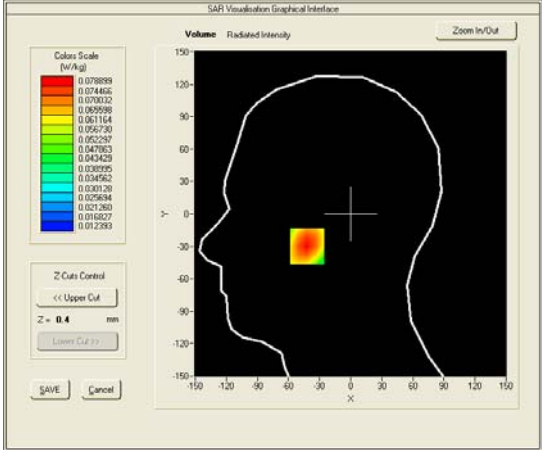 SAR Visualisation Graphical Interface
Volume Radiated Intensity
Zoom In/Out
Colors Scale
(W/kg)
0.078899
0.074466
0.070032
0.065598
0.061164
0.056730
0.052297
0.047863
0.043429
0.038995
0.034562
0.030128
0.025694
0.021260
0.016827
0.012393
150
120
90
60
30
0
-30
-60
-90
-120
-150
Y
-150 -120 -90 -60 -30 0 30 60 90 120 150
X
Z Cuts Control
<< Upper Cut
Z = 0.4 mm
Lower Cut >>
SAVE Cancel